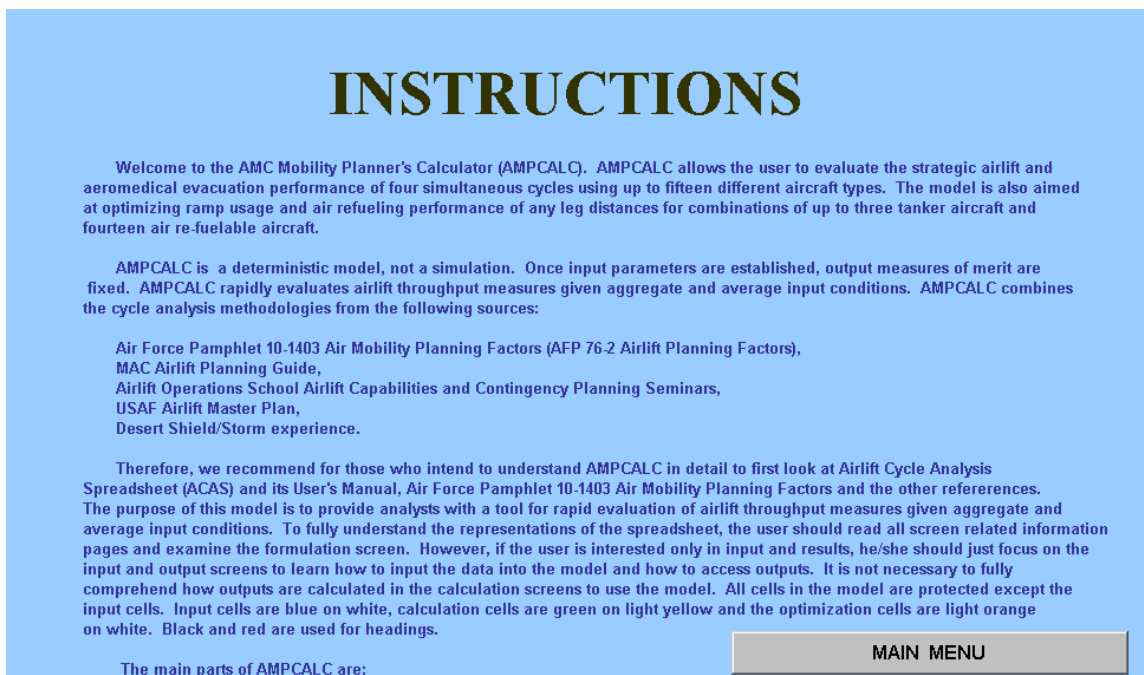 INSTRUCTIONS
Welcome to the AMC Mobility Planner's Calculator (AMPCALC).  AMPCALC allows the user to evaluate the strategic airlift and
aeromedical evacuation performance of four simultaneous cycles using up to fifteen different aircraft types.  The model is also aimed
at optimizing ramp usage and air refueling performance of any leg distances for combinations of up to three tanker aircraft and
fourteen air re-fuelable aircraft.
AMPCALC is  a deterministic model, not a simulation.  Once input parameters are established, output measures of merit are
fixed.  AMPCALC rapidly evaluates airlift throughput measures given aggregate and average input conditions.  AMPCALC combines
the cycle analysis methodologies from the following sources:
Air Force Pamphlet 10-1403 Air Mobility Planning Factors (AFP 76-2 Airlift Planning Factors),
MAC Airlift Planning Guide,
Airlift Operations School Airlift Capabilities and Contingency Planning Seminars,
USAF Airlift Master Plan,
Desert Shield/Storm experience.
Therefore, we recommend for those who intend to understand AMPCALC in detail to first look at Airlift Cycle Analysis
Spreadsheet (ACAS) and its User's Manual, Air Force Pamphlet 10-1403 Air Mobility Planning Factors and the other refererences.
The purpose of this model is to provide analysts with a tool for rapid evaluation of airlift throughput measures given aggregate and
average input conditions.  To fully understand the representations of the spreadsheet, the user should read all screen related information
pages and examine the formulation screen.  However, if the user is interested only in input and results, he/she should just focus on the
input and output screens to learn how to input the data into the model and how to access outputs.  It is not necessary to fully
comprehend how outputs are calculated in the calculation screens to use the model.  All cells in the model are protected except the
input cells.  Input cells are blue on white, calculation cells are green on light yellow and the optimization cells are light orange
on white.  Black and red are used for headings.
MAIN MENU
The main parts of AMPCALC are: